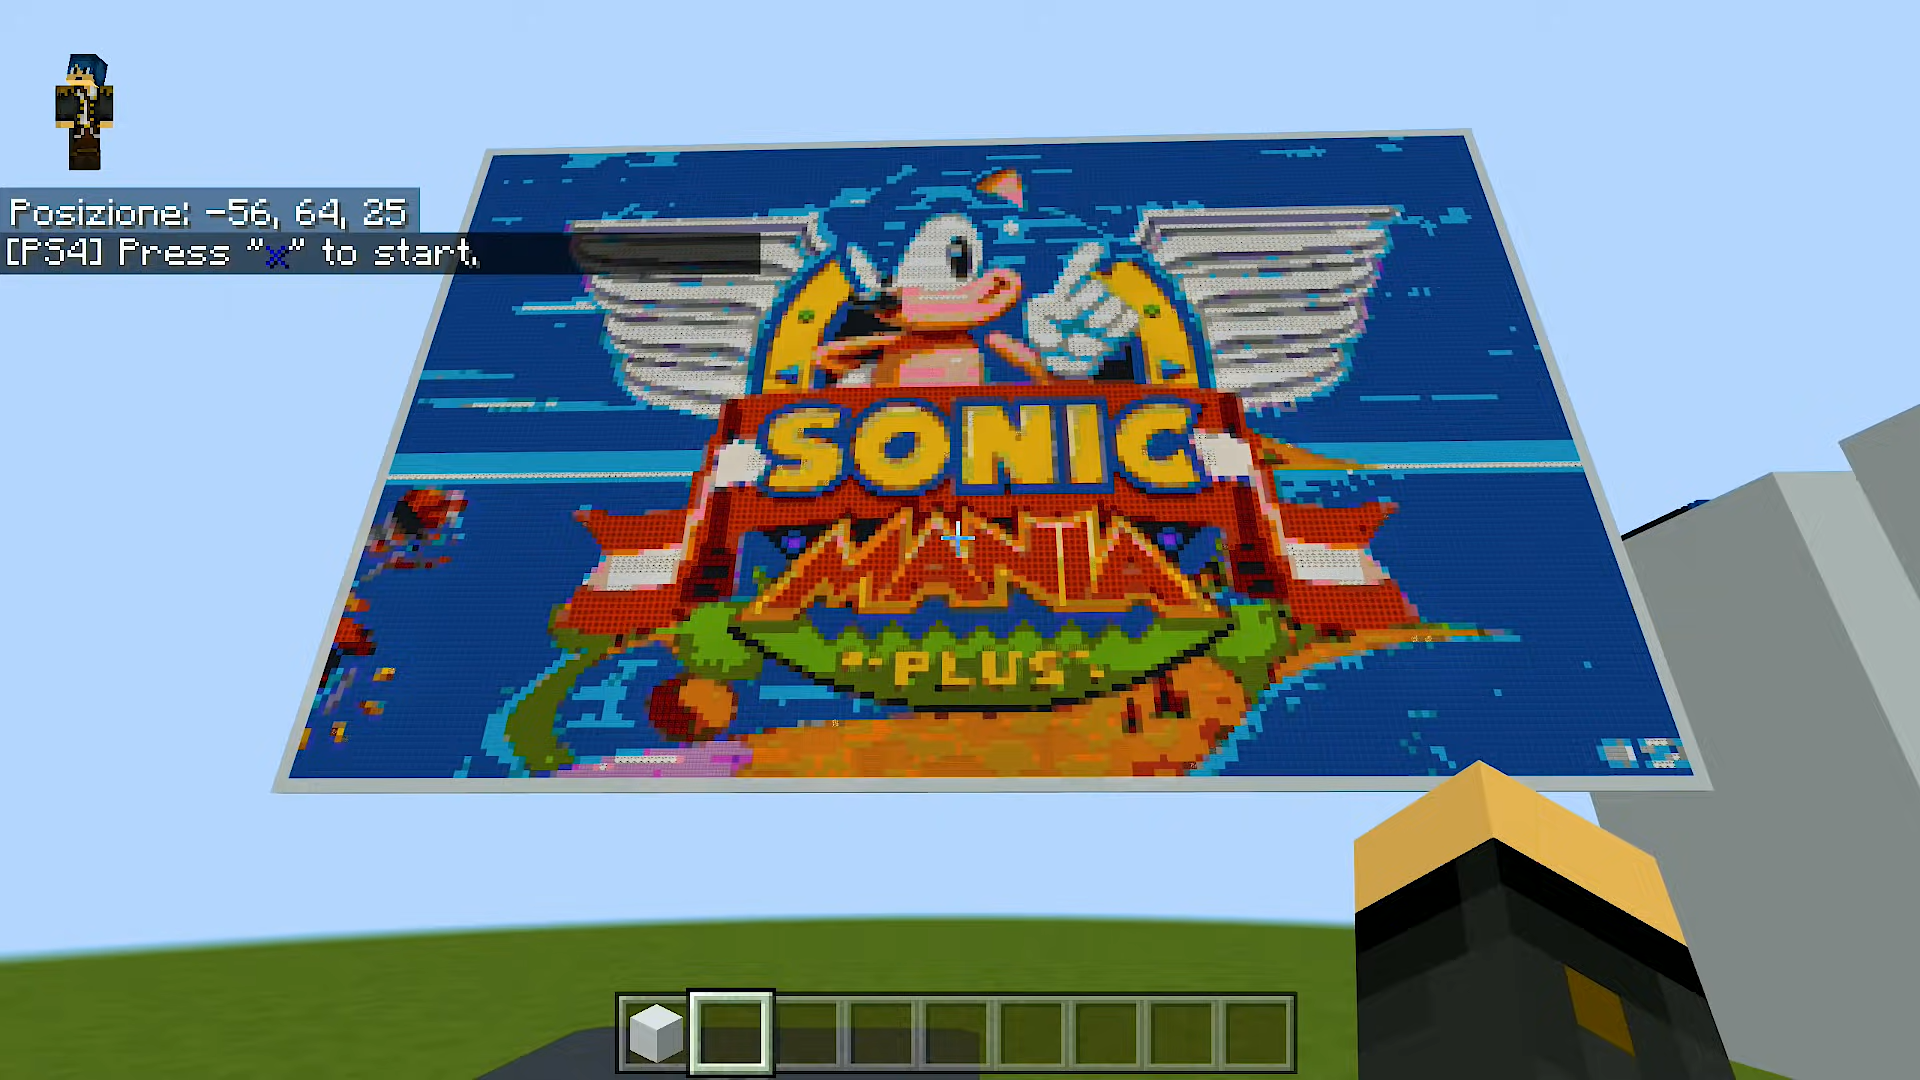 Posizione: -56, 64, 25
[PS4] Press "x" to start.
SONIC
MANIA
PLUS